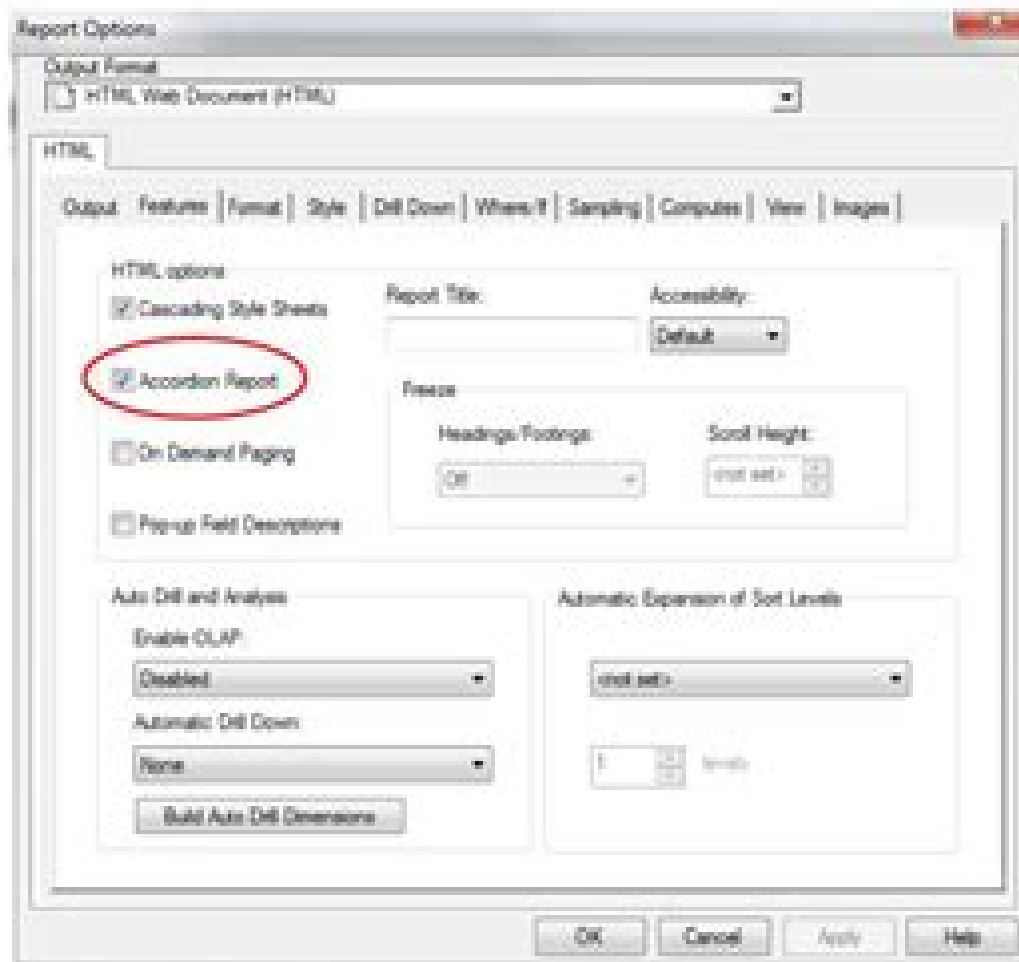 Report Options
Output Format
HTML Web Document (HTML)
HTML
Output Features Format Style Drill Down Where/If Sampling Computes View Images
HTML options
Cascading Style Sheets
Report Title:
Accessibility:
Default
Accordion Report
Freeze
Headings/Footings:
Scroll Height:
Off
<not set>
On Demand Paging
Pop-up Field Descriptions
Auto Drill and Analysis
Enable OLAP:
Disabled
Automatic Drill Down:
None
Build Auto Drill Dimensions
Automatic Expansion of Sort Levels
<not set>
levels
OK Cancel Apply Help